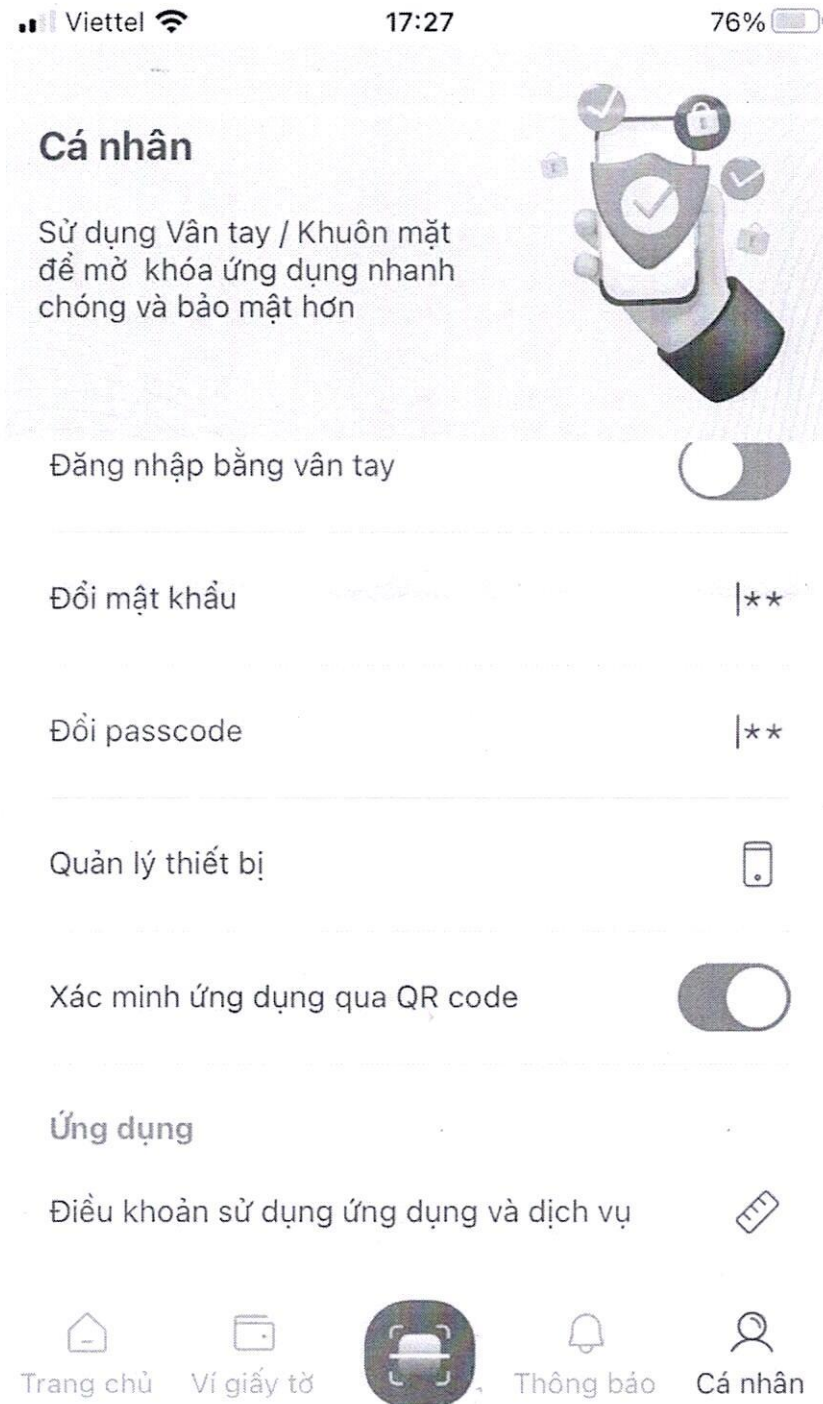 Viettel 17:27 76%
Cá nhân
Sử dụng Vân tay / Khuôn mặt
để mở khóa ứng dụng nhanh
chóng và bảo mật hơn
Đăng nhập bằng vân tay
Đổi mật khẩu |**
Đổi passcode |**
Quản lý thiết bị
Xác minh ứng dụng qua QR code
Ứng dụng
Điều khoản sử dụng ứng dụng và dịch vụ
Trang chủ Ví giấy tờ Thông báo Cá nhân